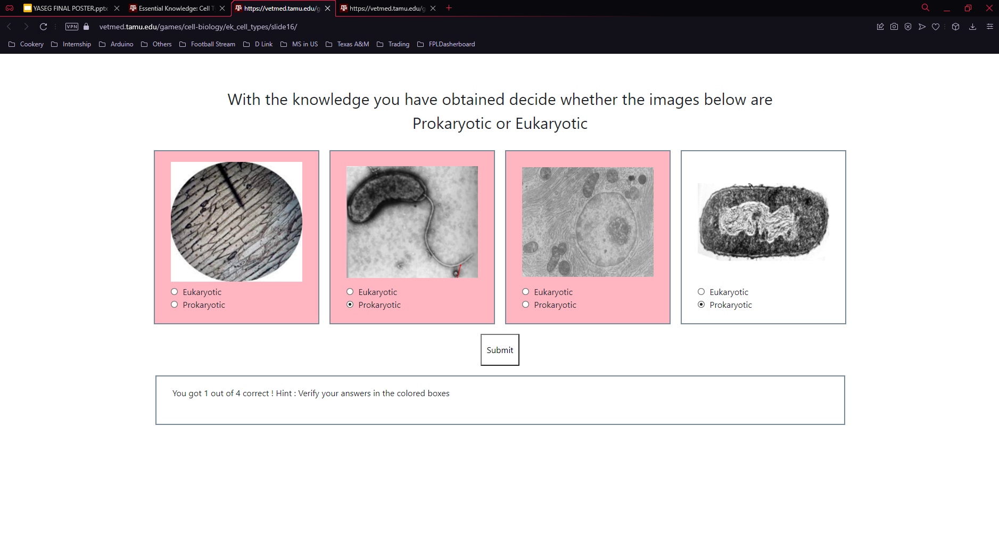 YASEG FINAL POSTER.pptx
Essential Knowledge: Cell T
https://vetmed.tamu.edu/g
https://vetmed.tamu.edu/g
VPN
vetmed.tamu.edu/games/cell-biology/ek_cell_types/slide16/
Cookery
Internship
Arduino
Others
Football Stream
D Link
MS in US
Texas A&M
Trading
FPLDasherboard
With the knowledge you have obtained decide whether the images below are
Prokaryotic or Eukaryotic
Eukaryotic
Prokaryotic
Eukaryotic
Prokaryotic
Eukaryotic
Prokaryotic
Eukaryotic
Prokaryotic
Submit
You got 1 out of 4 correct ! Hint : Verify your answers in the colored boxes